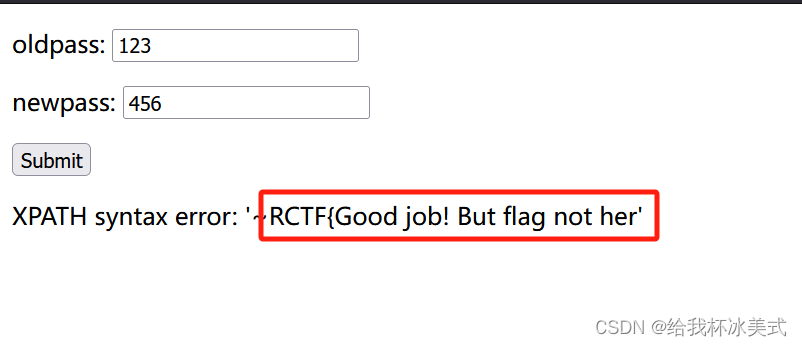 oldpass: 123
newpass: 456
Submit
XPATH syntax error: '~RCTF{Good job! But flag not her'
CSDN @给我杯冰美式